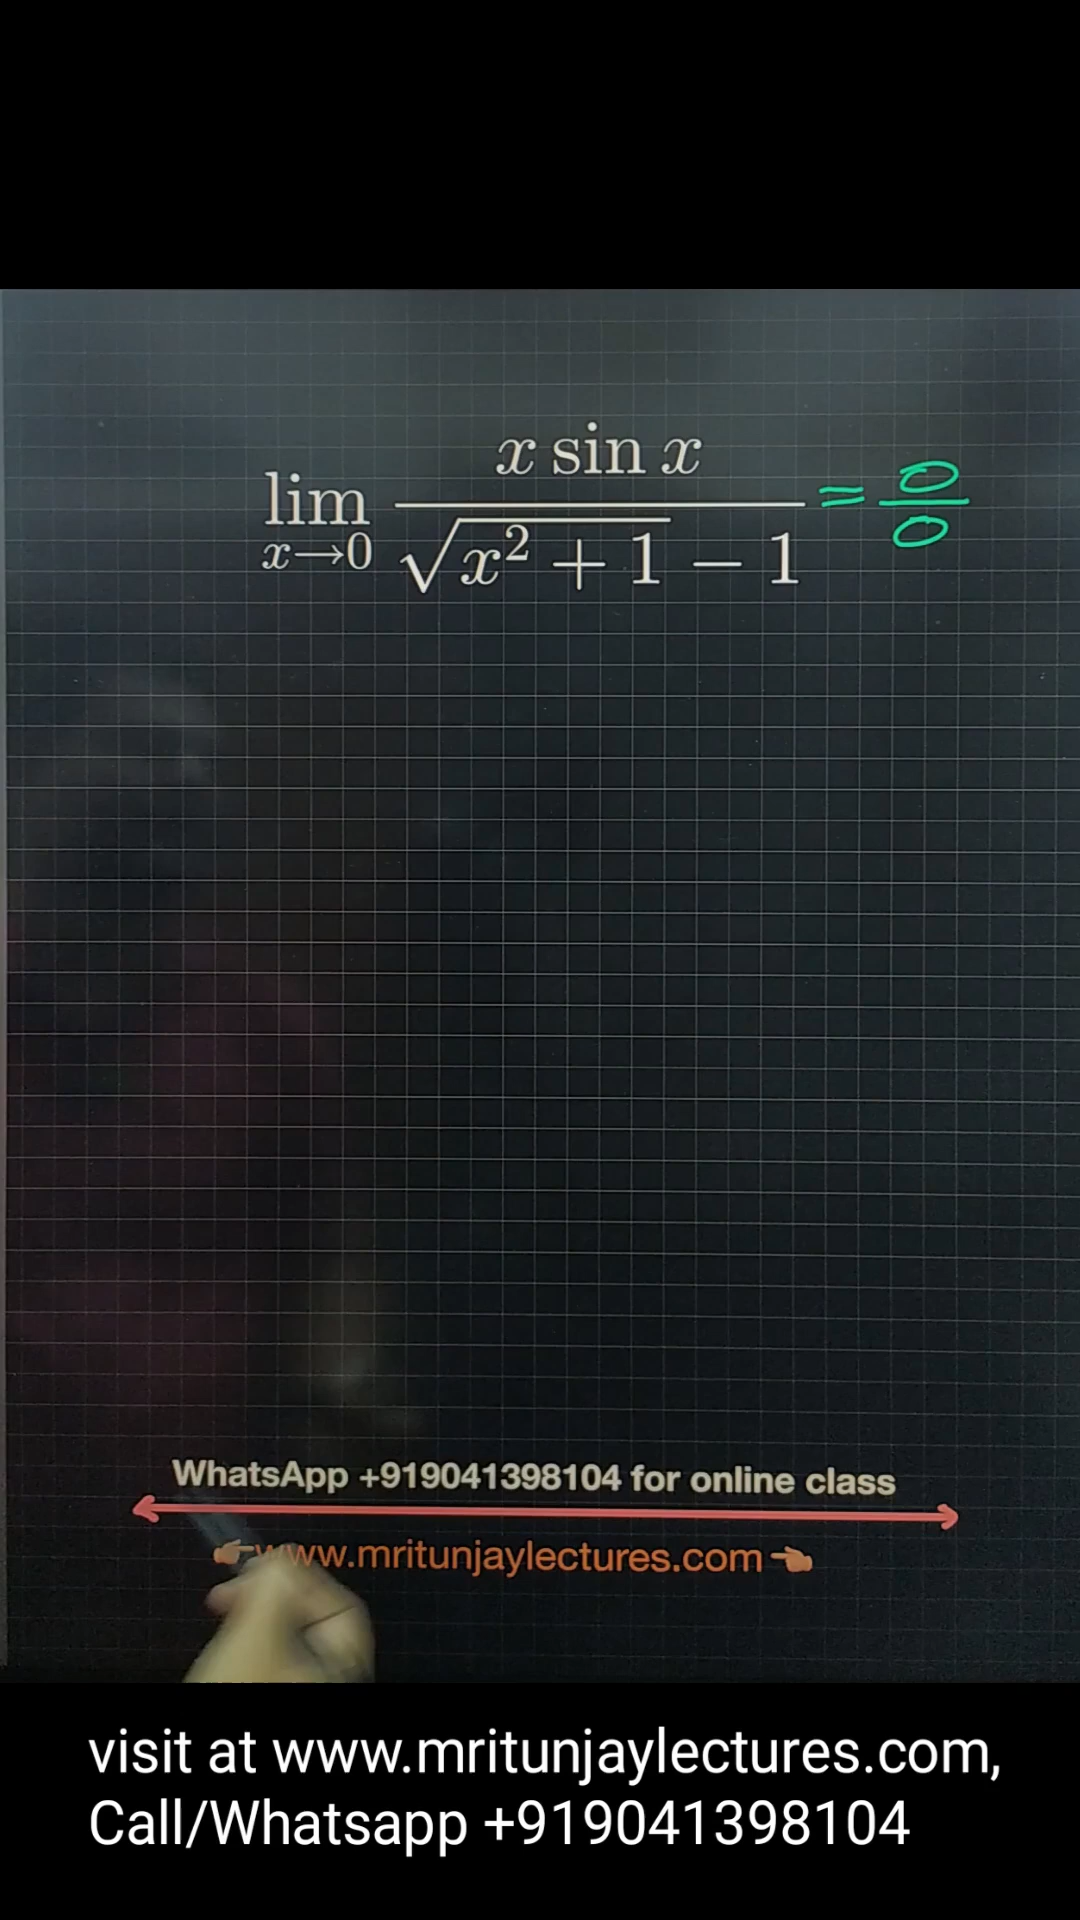 lim x→0 x sin x / √(x² + 1) − 1 = 0/0
WhatsApp +919041398104 for online class
www.mritunjaylectures.com
visit at www.mritunjaylectures.com,
Call/Whatsapp +919041398104